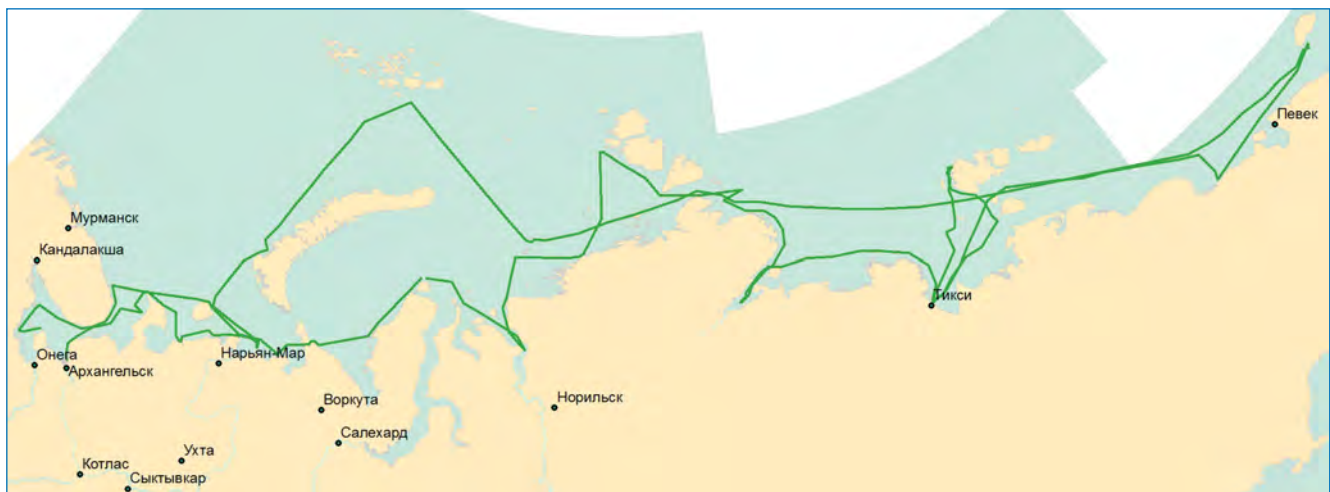 Певек
Мурманск
Кандалакша
Тикси
Нарьян-Мар
Онега
Архангельск
Воркута
Норильск
Салехард
Ухта
Котлас
Сыктывкар